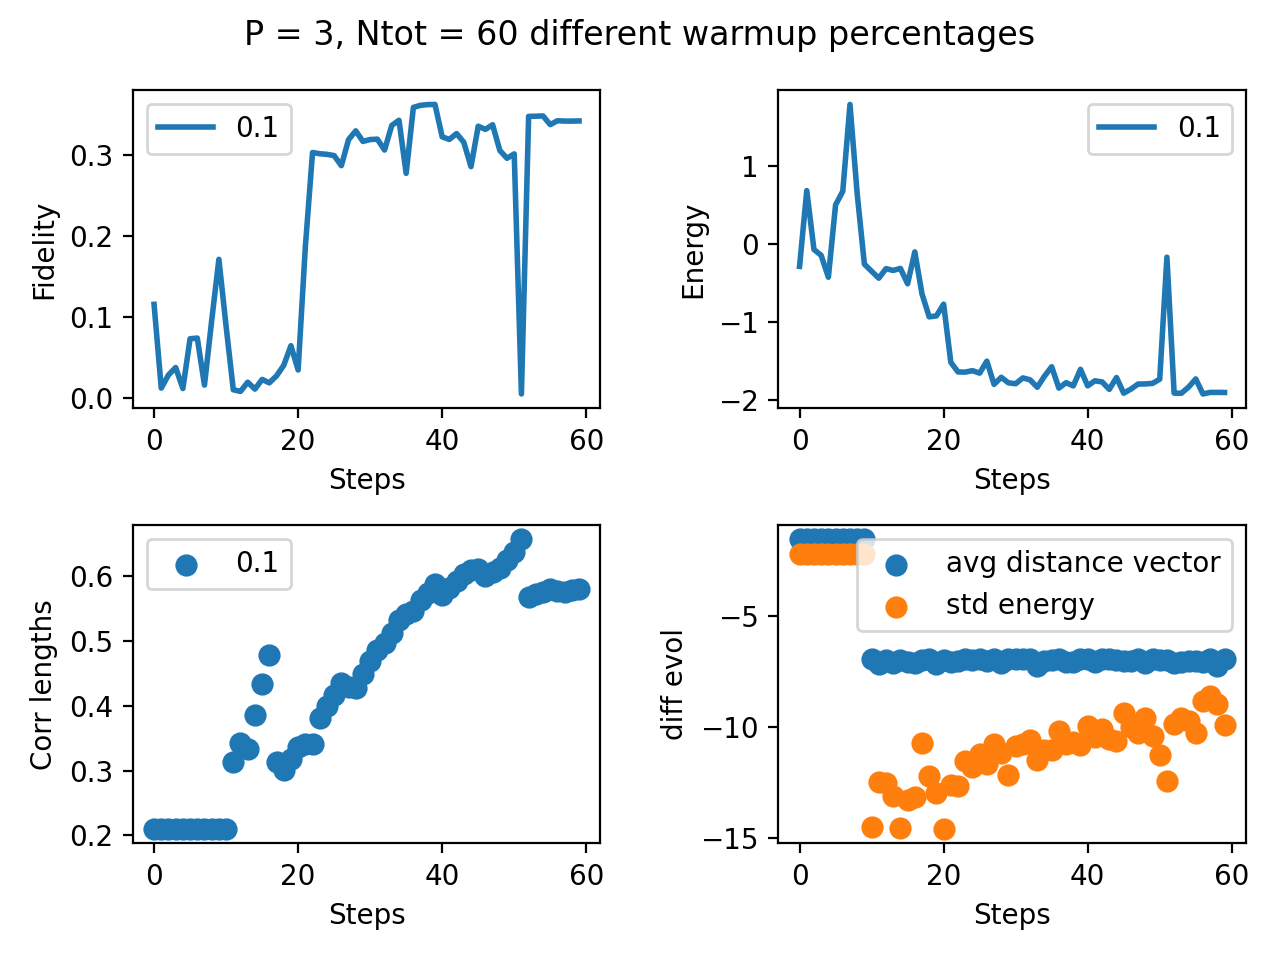 P = 3, Ntot = 60 different warmup percentages
0.1
Fidelity
0.3
0.2
0.1
0.0
0 20 40 60
Steps
0.1
Energy
1
0
−1
−2
0 20 40 60
Steps
0.1
Corr lengths
0.6
0.5
0.4
0.3
0.2
0 20 40 60
Steps
avg distance vector
std energy
diff evol
−5
−10
−15
0 20 40 60
Steps